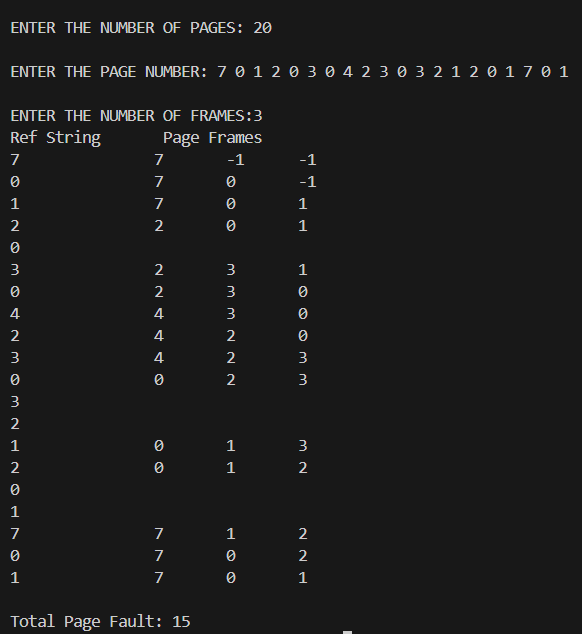 ENTER THE NUMBER OF PAGES: 20
ENTER THE PAGE NUMBER: 7 0 1 2 0 3 0 4 2 3 0 3 2 1 2 0 1 7 0 1
ENTER THE NUMBER OF FRAMES:3
Ref String Page Frames
7 7 -1 -1
0 7 0 -1
1 7 0 1
2 2 0 1
0
3 2 3 1
0 2 3 0
4 4 3 0
2 4 2 0
3 4 2 3
0 0 2 3
3
2
1 0 1 3
2 0 1 2
0
1
7 7 1 2
0 7 0 2
1 7 0 1
Total Page Fault: 15